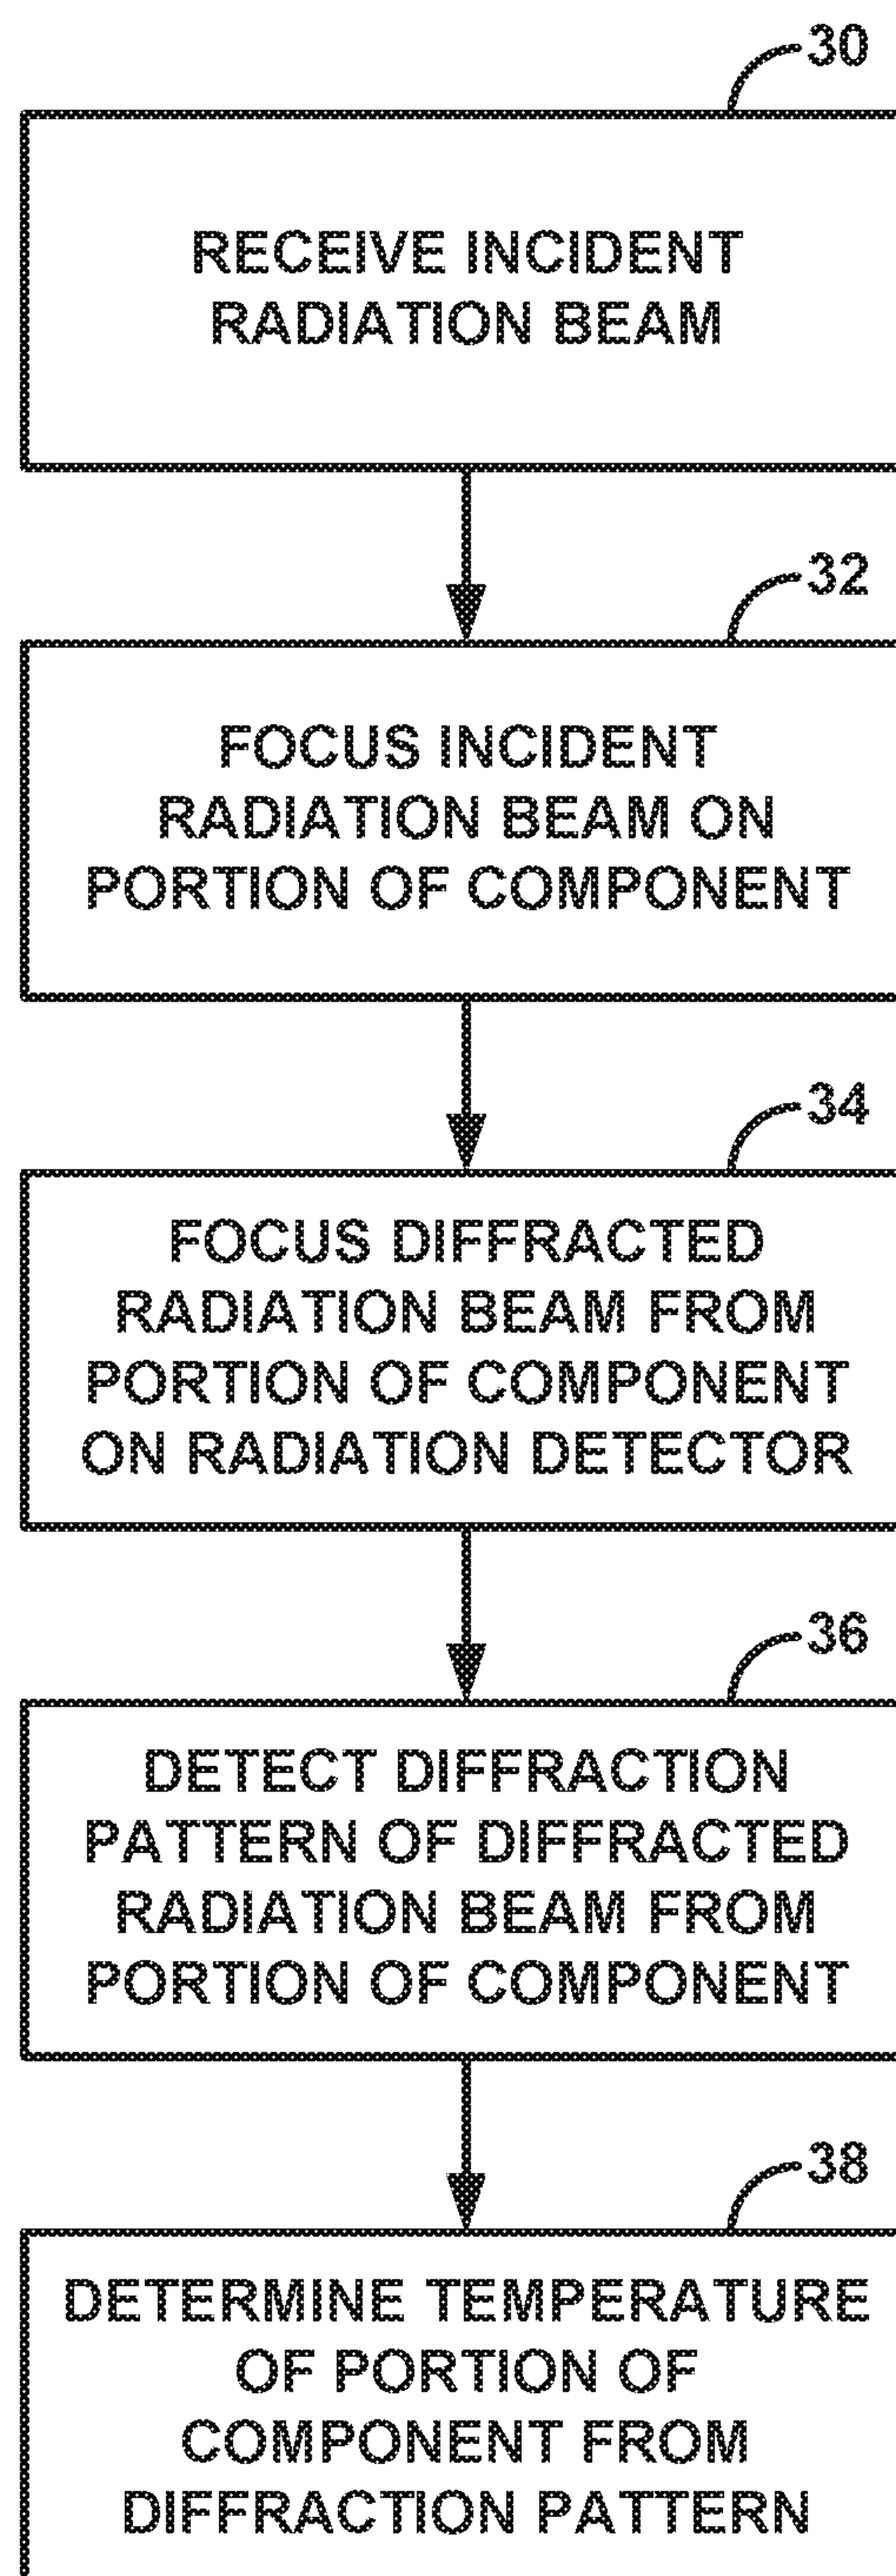 30
RECEIVE INCIDENT
RADIATION BEAM
32
FOCUS INCIDENT
RADIATION BEAM ON
PORTION OF COMPONENT
34
FOCUS DIFFRACTED
RADIATION BEAM FROM
PORTION OF COMPONENT
ON RADIATION DETECTOR
36
DETECT DIFFRACTION
PATTERN OF DIFFRACTED
RADIATION BEAM FROM
PORTION OF COMPONENT
38
DETERMINE TEMPERATURE
OF PORTION OF
COMPONENT FROM
DIFFRACTION PATTERN